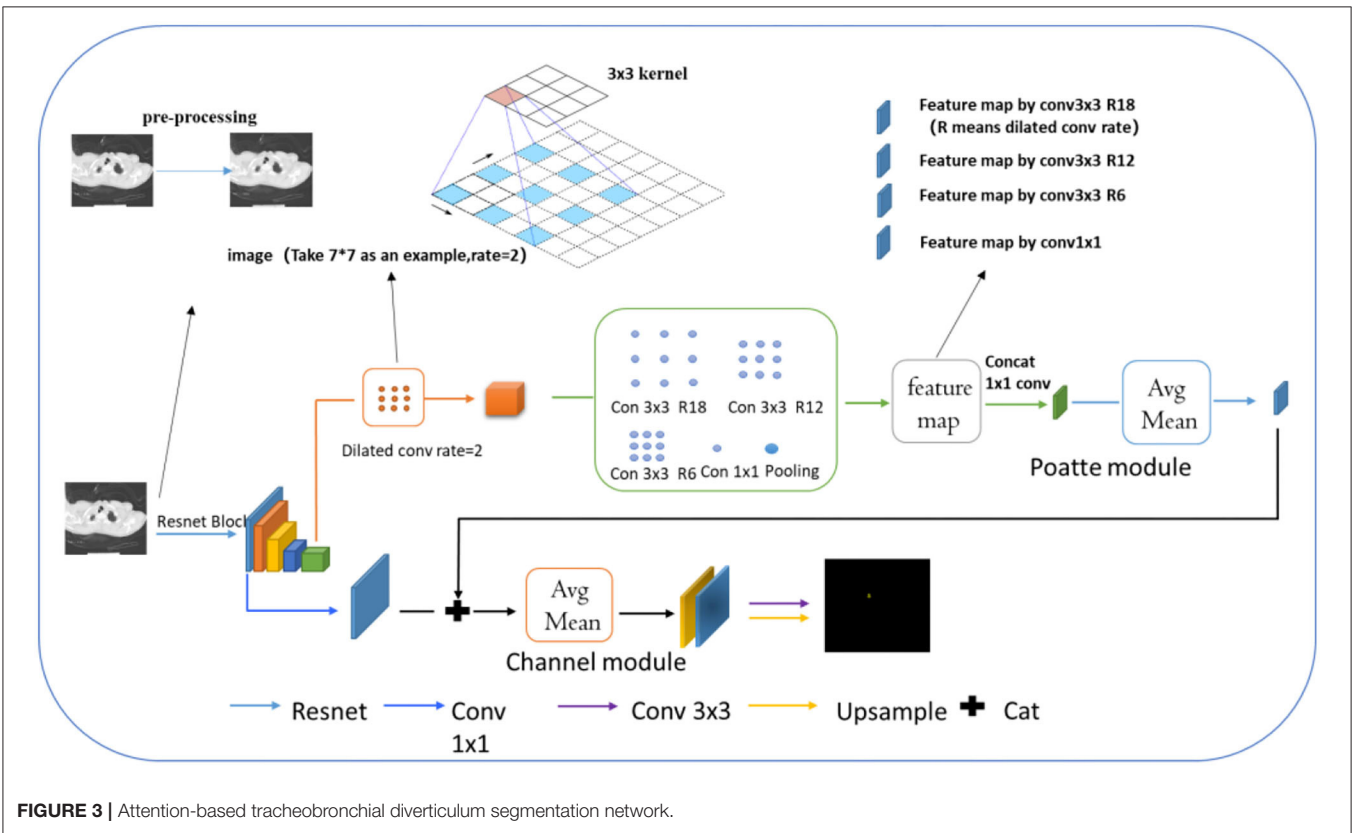 3x3 kernel
pre-processing
Feature map by conv3x3 R18
(R means dilated conv rate)
Feature map by conv3x3 R12
Feature map by conv3x3 R6
Feature map by conv1x1
image (Take 7*7 as an example,rate=2)
Dilated conv rate=2
Con 3x3 R18
Con 3x3 R12
Con 3x3 R6
Con 1x1
Pooling
feature
map
Concat
1x1 conv
Avg
Mean
Poatte module
Resnet Block
Avg
Mean
Channel module
Resnet
Conv
1x1
Conv 3x3
Upsample
Cat
FIGURE 3 | Attention-based tracheobronchial diverticulum segmentation network.